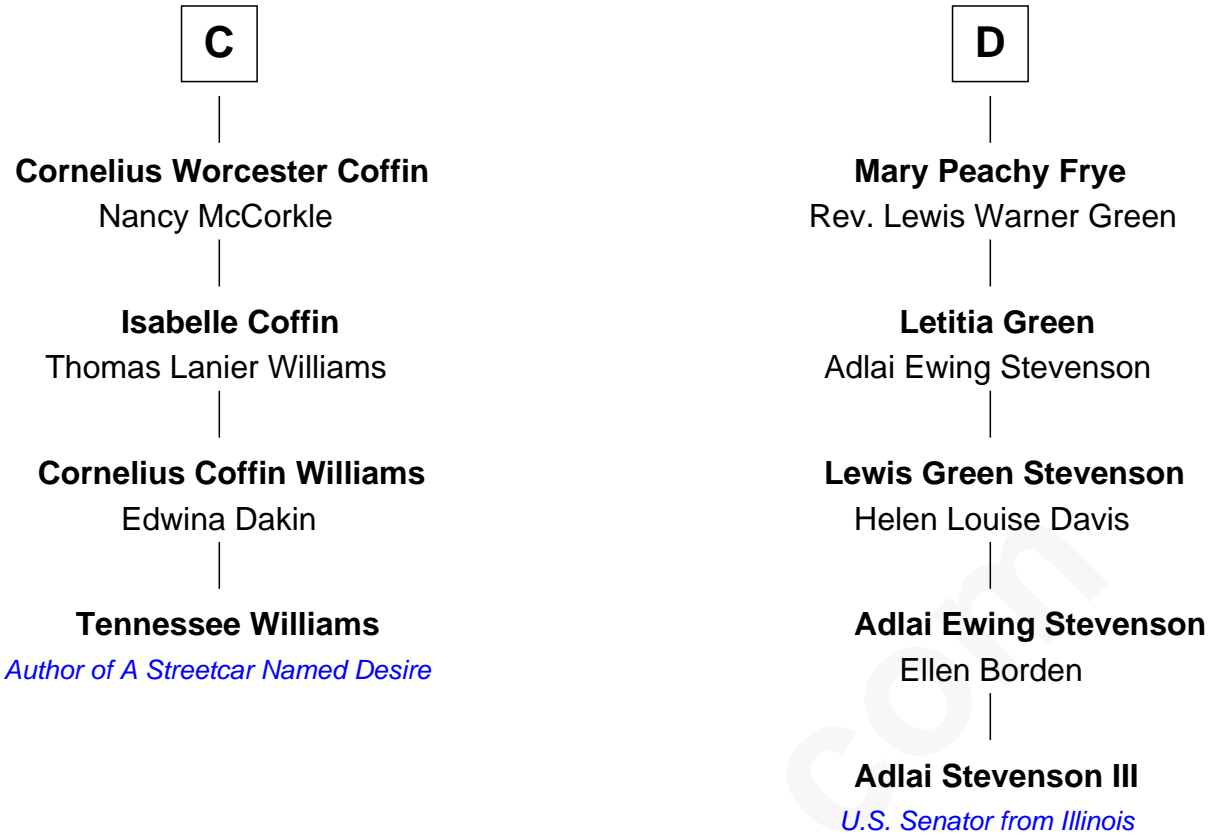 C
Cornelius Worcester Coffin
Nancy McCorkle
Isabelle Coffin
Thomas Lanier Williams
Cornelius Coffin Williams
Edwina Dakin
Tennessee Williams
Author of A Streetcar Named Desire
D
Mary Peachy Frye
Rev. Lewis Warner Green
Letitia Green
Adlai Ewing Stevenson
Lewis Green Stevenson
Helen Louise Davis
Adlai Ewing Stevenson
Ellen Borden
Adlai Stevenson III
U.S. Senator from Illinois
com